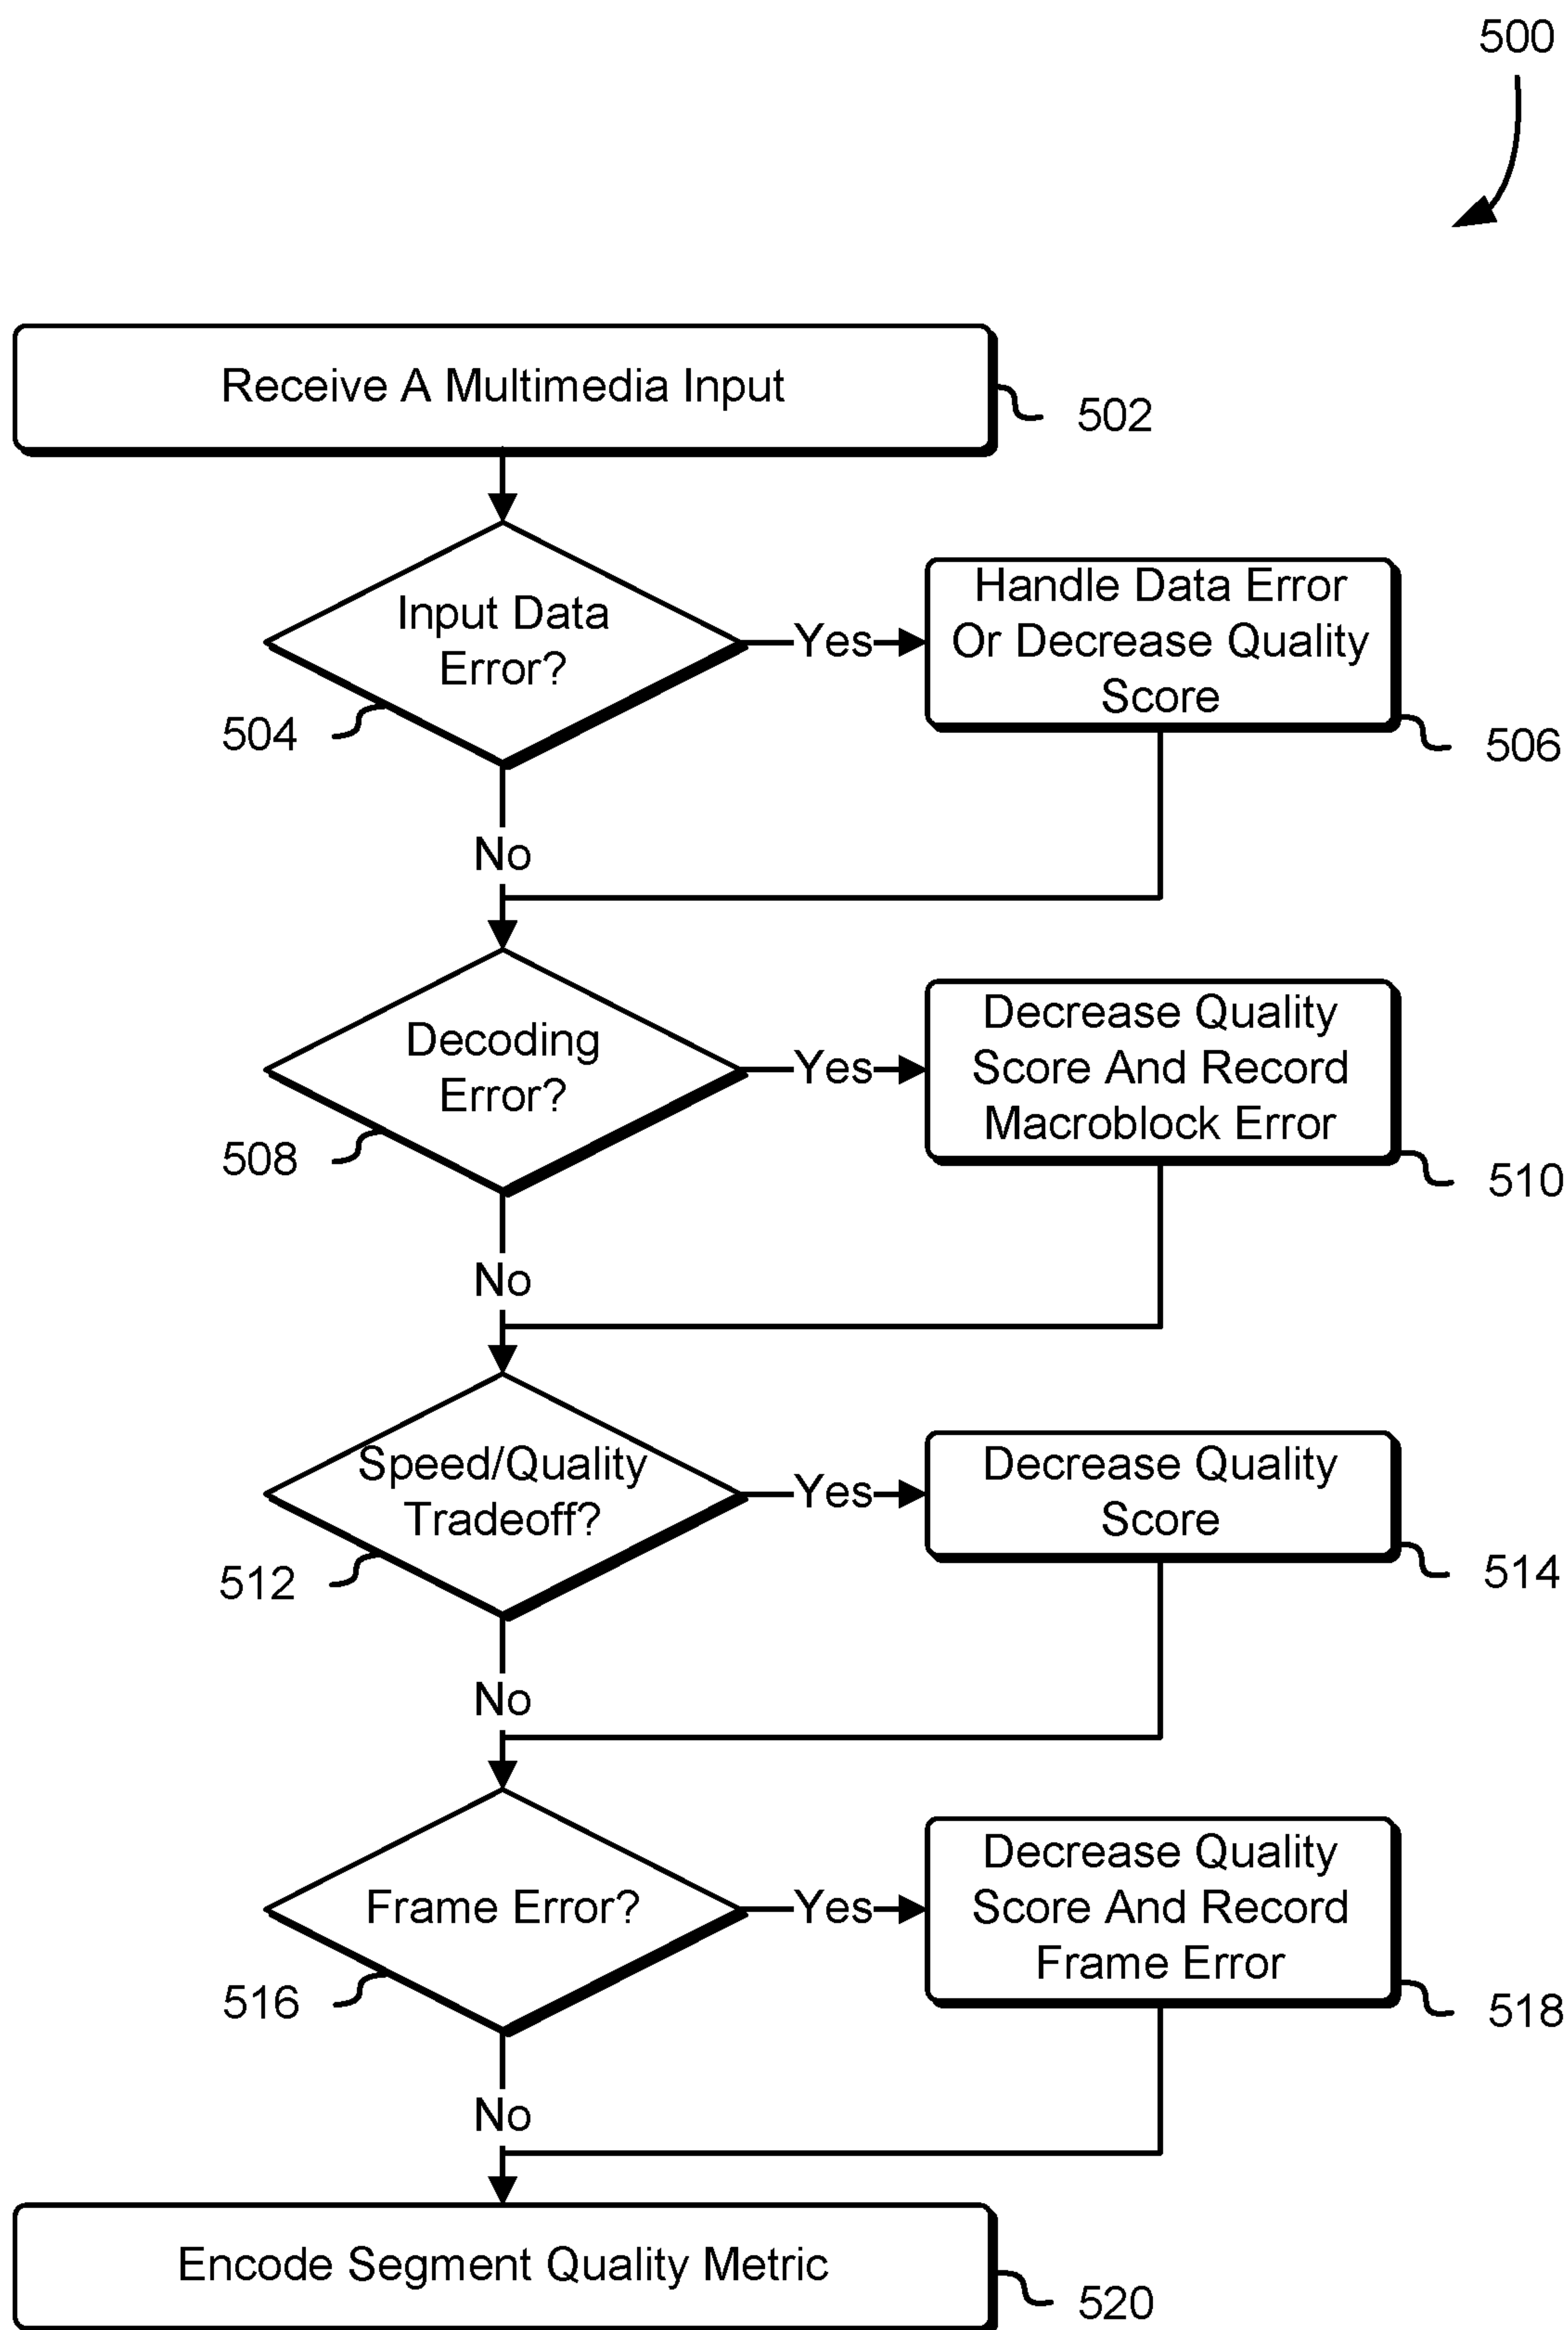 500
Receive A Multimedia Input
502
Input Data
Error?
504
Yes
Handle Data Error
Or Decrease Quality
Score
506
No
Decoding
Error?
508
Yes
Decrease Quality
Score And Record
Macroblock Error
510
No
Speed/Quality
Tradeoff?
512
Yes
Decrease Quality
Score
514
No
Frame Error?
516
Yes
Decrease Quality
Score And Record
Frame Error
518
No
Encode Segment Quality Metric
520